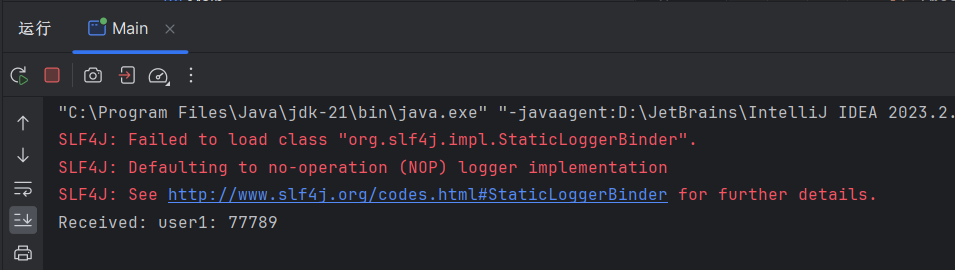 运行
Main
"C:\Program Files\Java\jdk-21\bin\java.exe" "-javaagent:D:\JetBrains\IntelliJ IDEA 2023.2.
SLF4J: Failed to load class "org.slf4j.impl.StaticLoggerBinder".
SLF4J: Defaulting to no-operation (NOP) logger implementation
SLF4J: See http://www.slf4j.org/codes.html#StaticLoggerBinder for further details.
Received: user1: 77789